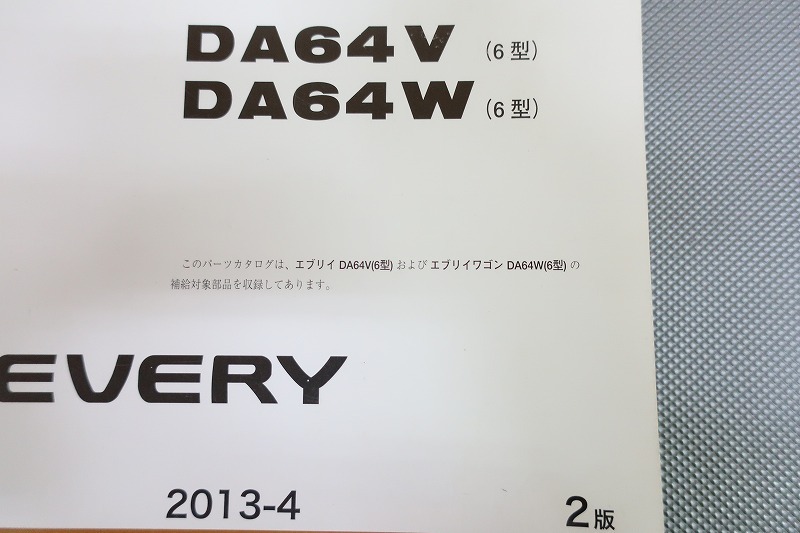 DA64V (6型)
DA64W (6型)
このパーツカタログは、エブリイ DA64V(6型) および エブリイワゴン DA64W(6型) の
補給対象部品を収録してあります。
EVERY
2013-4
2版